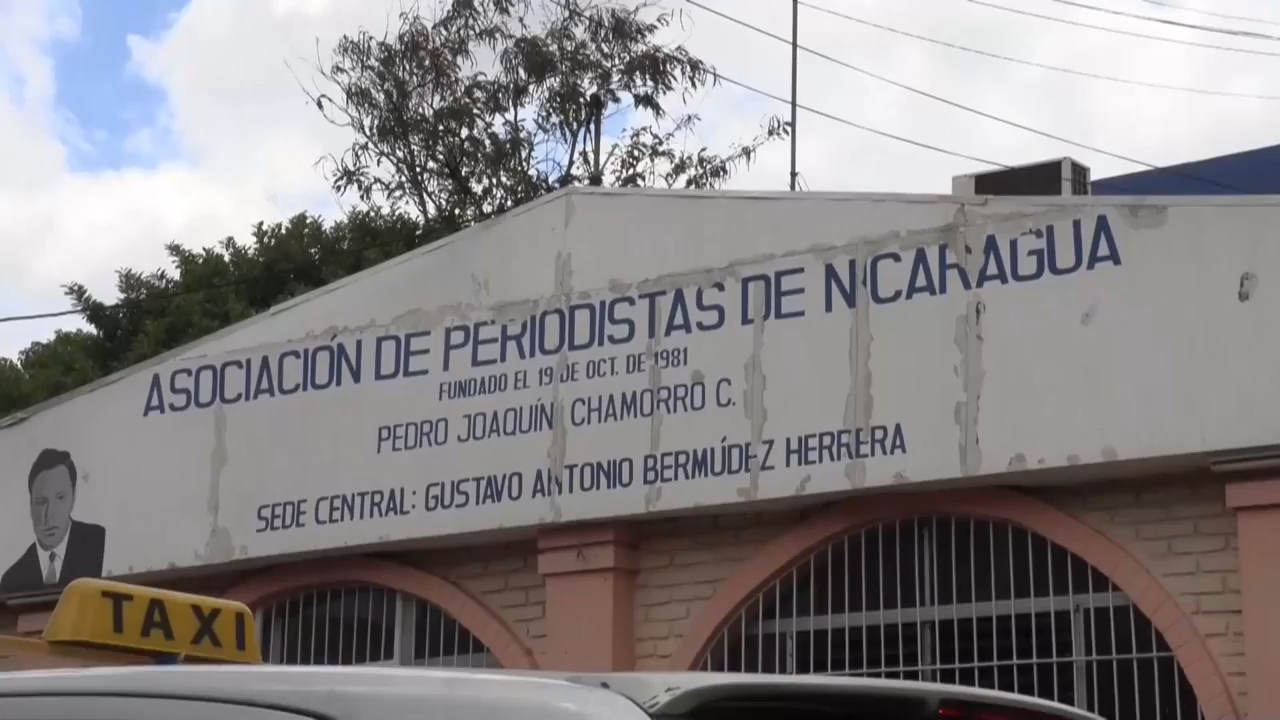 ASOCIACIÓN DE PERIODISTAS DE NICARAGUA
FUNDADO EL 19 DE OCT. DE 1981
PEDRO JOAQUÍN CHAMORRO C.
SEDE CENTRAL: GUSTAVO ANTONIO BERMÚDEZ HERRERA
TAXI